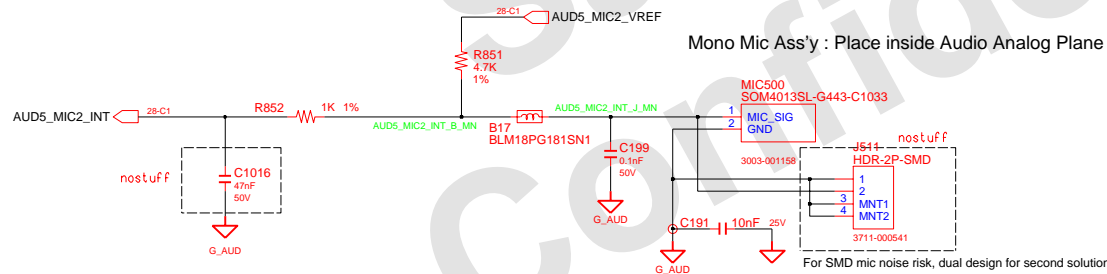 28-C1
AUD5_MIC2_VREF
Mono Mic Ass'y : Place inside Audio Analog Plane
R851
4.7K
1%
MIC500
SOM4013SL-G443-C1033
AUD5_MIC2_INT
28-C1
R852
1K 1%
AUD5_MIC2_INT_B_MN
AUD5_MIC2_INT_J_MN
B17
BLM18PG181SN1
1
MIC_SIG
2
GND
3003-001158
nostuff
C1016
47nF
50V
G_AUD
C199
0.1nF
50V
G_AUD
nostuff
J511
HDR-2P-SMD
1
2
3
MNT1
4
MNT2
3711-000541
C191
10nF
25V
G_AUD
For SMD mic noise risk, dual design for second solution
Confide